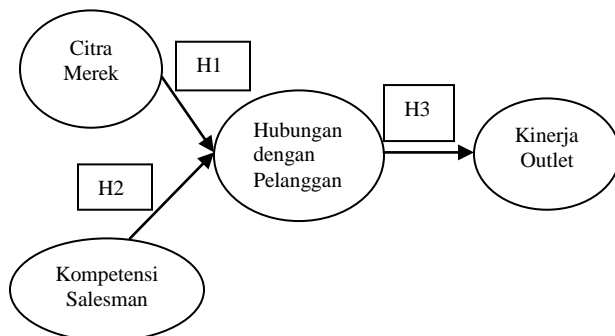 Citra
Merek
H1
Hubungan
dengan
Pelanggan
H3
Kinerja
Outlet
H2
Kompetensi
Salesman